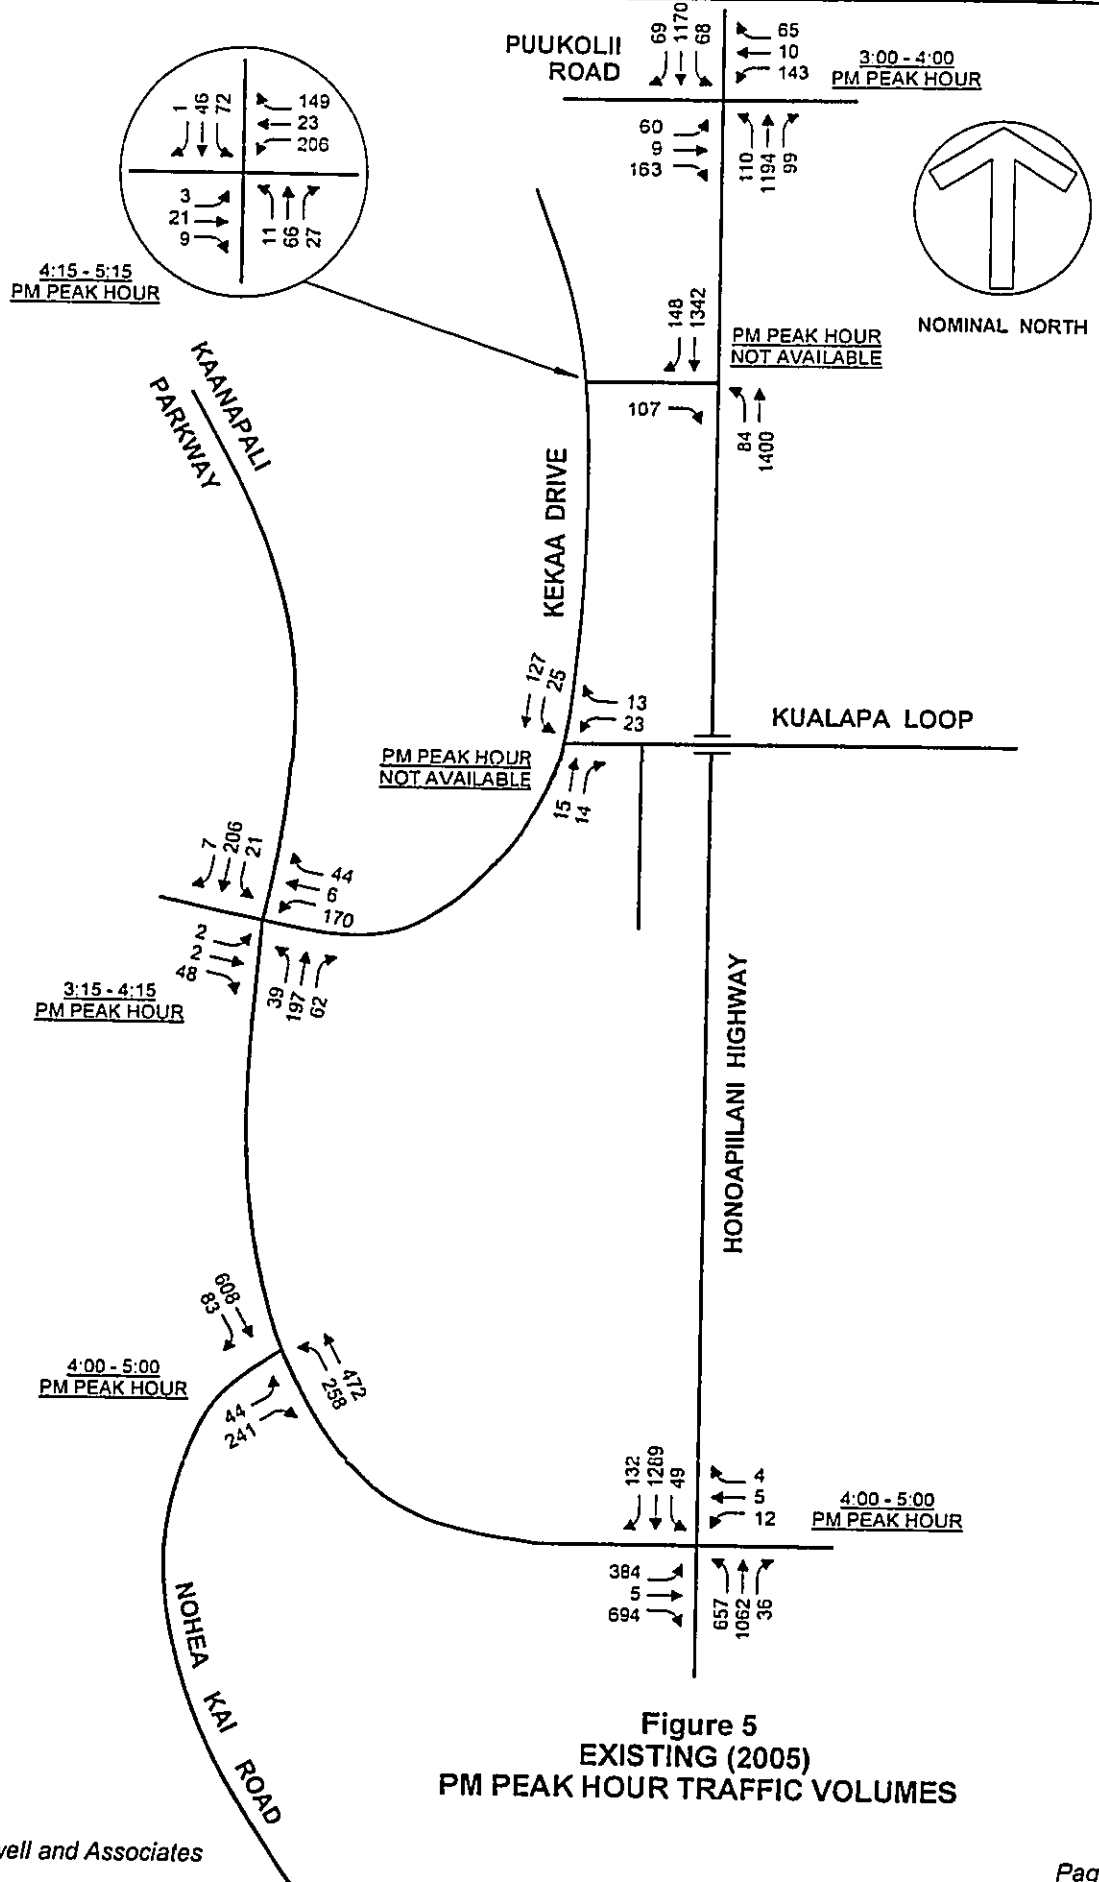 PUUKOLII
ROAD
69
1170
68
65
10
143
3:00 - 4:00
PM PEAK HOUR
60
9
163
110
1194
99
1
46
72
149
23
206
3
21
9
11
66
27
4:15 - 5:15
PM PEAK HOUR
NOMINAL NORTH
148
1342
PM PEAK HOUR
NOT AVAILABLE
107
84
1400
KAANAPALI
PARKWAY
KEKAA DRIVE
127
25
13
23
KUALAPA LOOP
PM PEAK HOUR
NOT AVAILABLE
15
14
7
206
21
44
6
170
2
2
48
39
197
62
3:15 - 4:15
PM PEAK HOUR
HONOAPIILANI HIGHWAY
608
83
472
258
4:00 - 5:00
PM PEAK HOUR
44
241
132
1289
49
4
5
12
4:00 - 5:00
PM PEAK HOUR
384
5
694
657
1062
36
NOHEA KAI ROAD
Figure 5
EXISTING (2005)
PM PEAK HOUR TRAFFIC VOLUMES
well and Associates
Pag